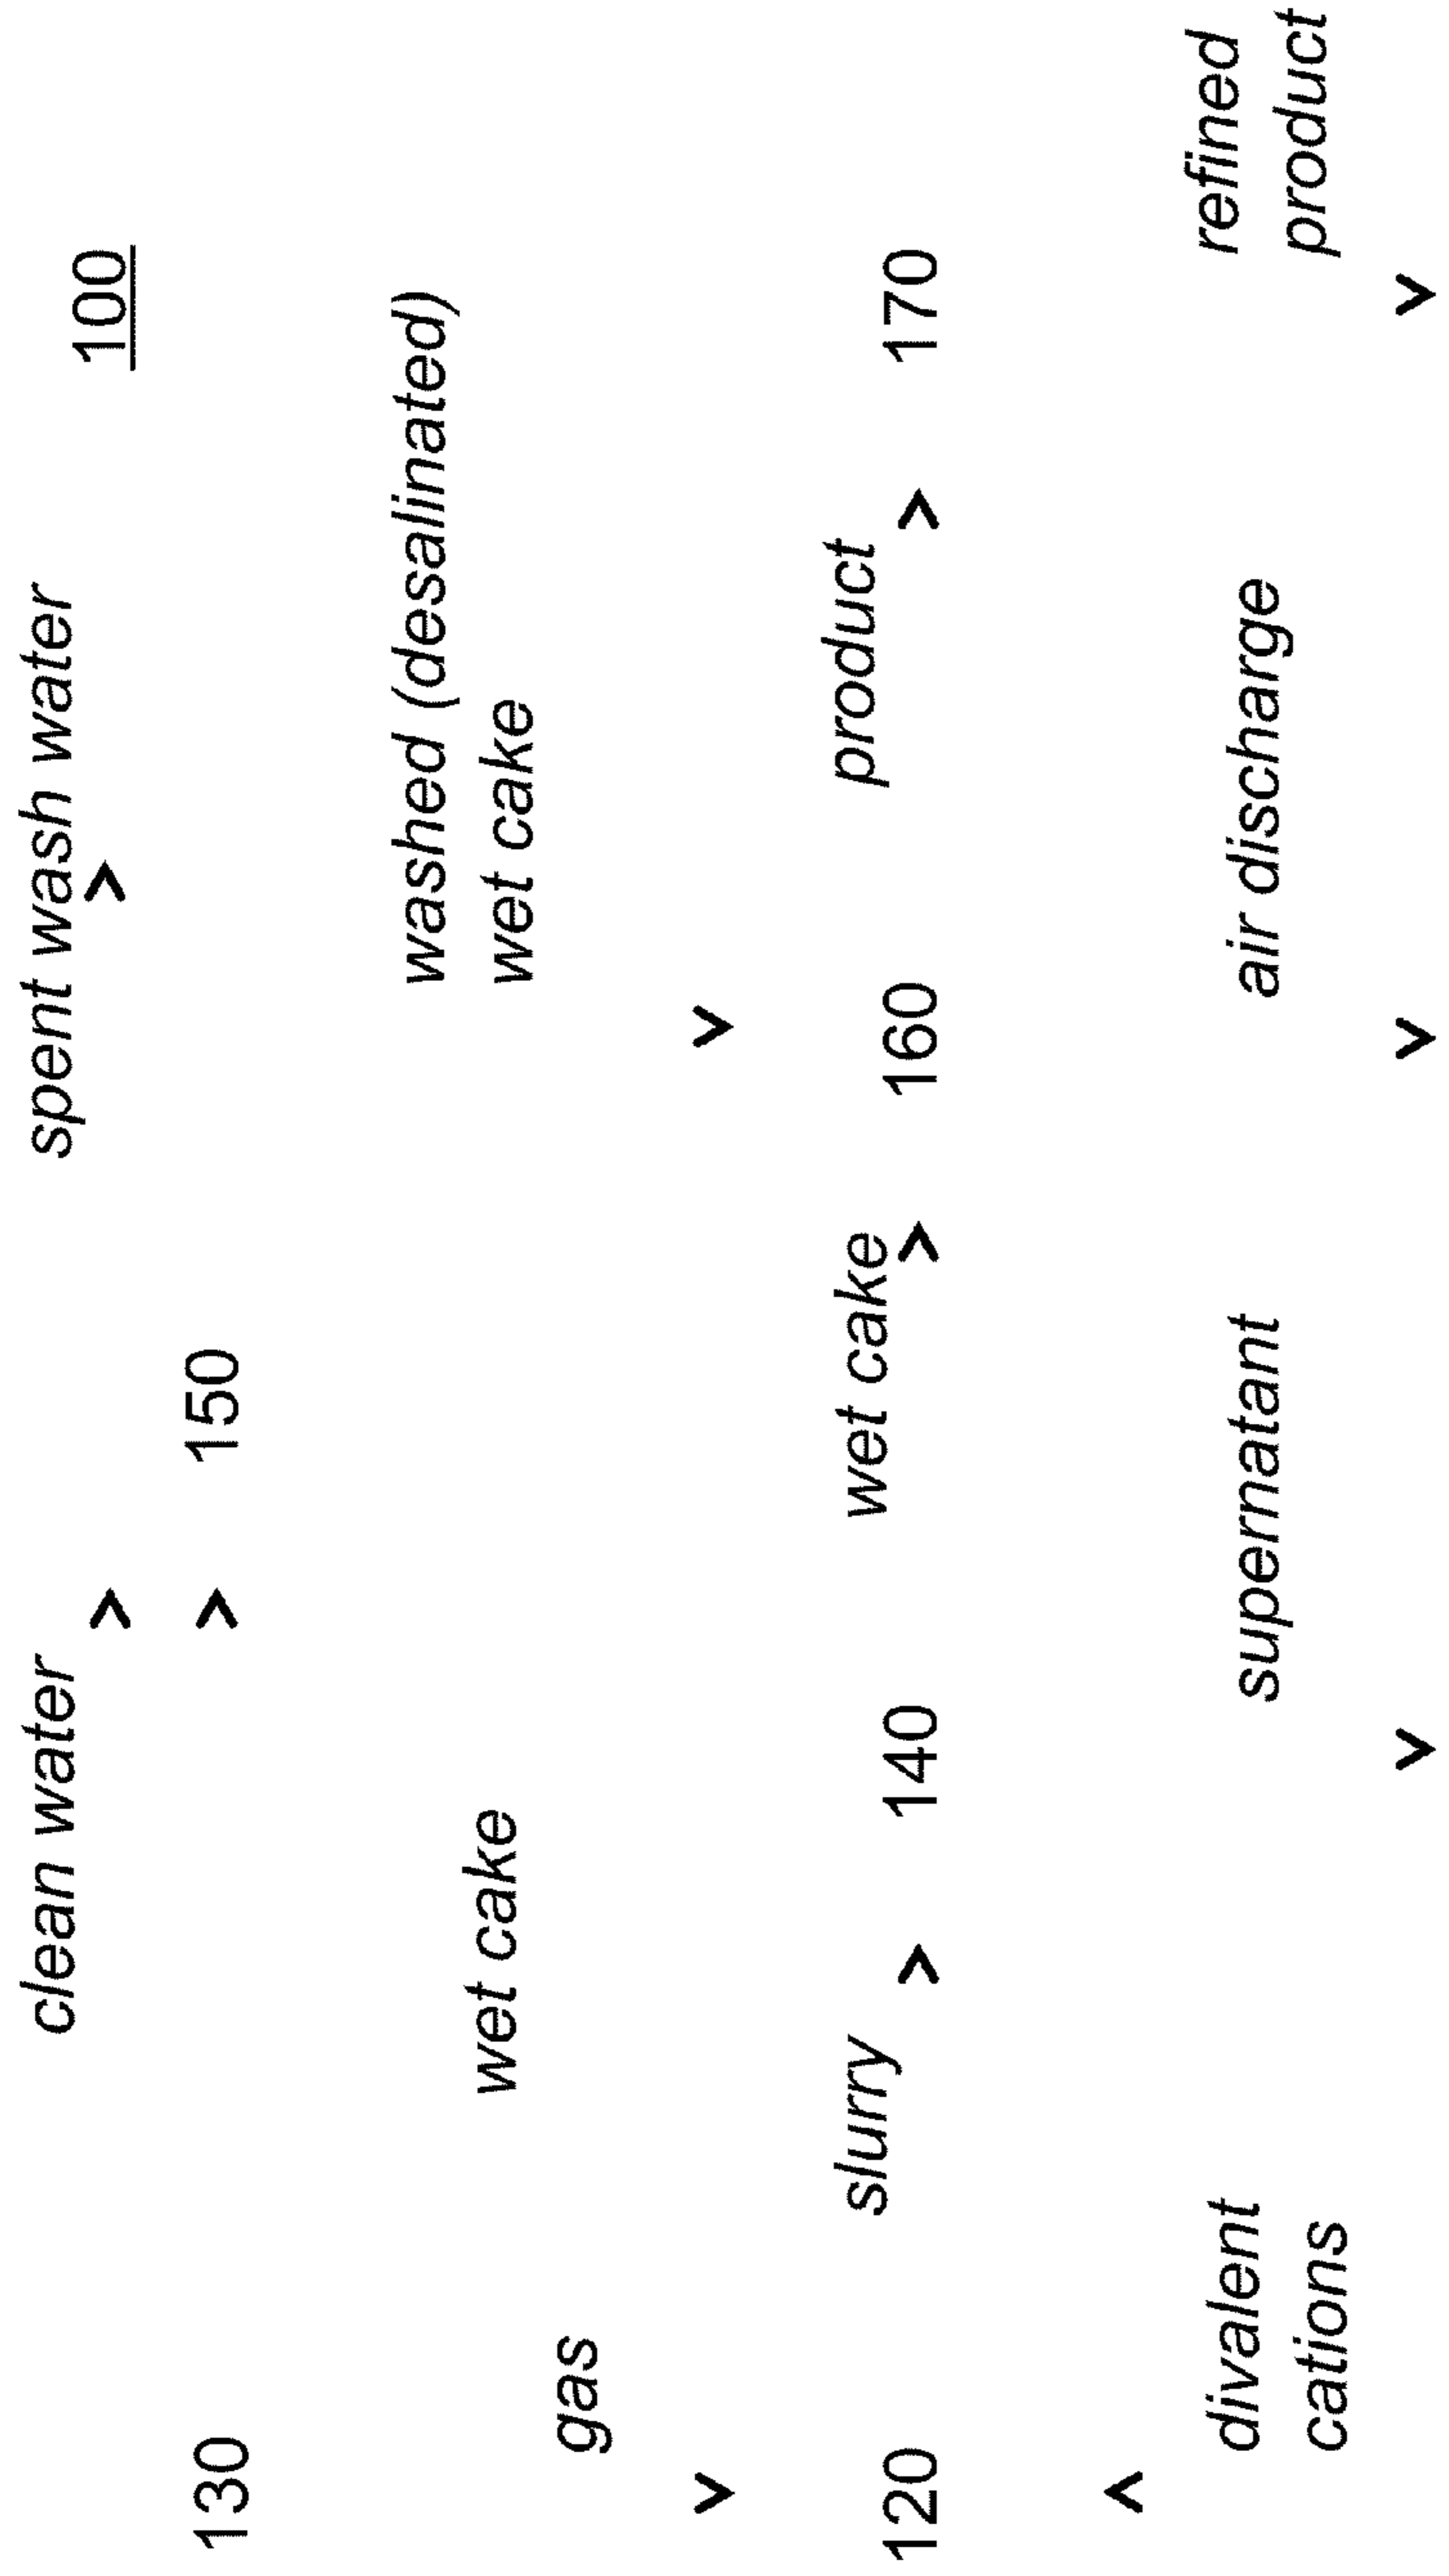 clean water
spent wash water
100
130
150
wet cake
washed (desalinated)
wet cake
gas
120
slurry
140
wet cake
160
product
170
divalent
cations
supernatant
air discharge
refined
product